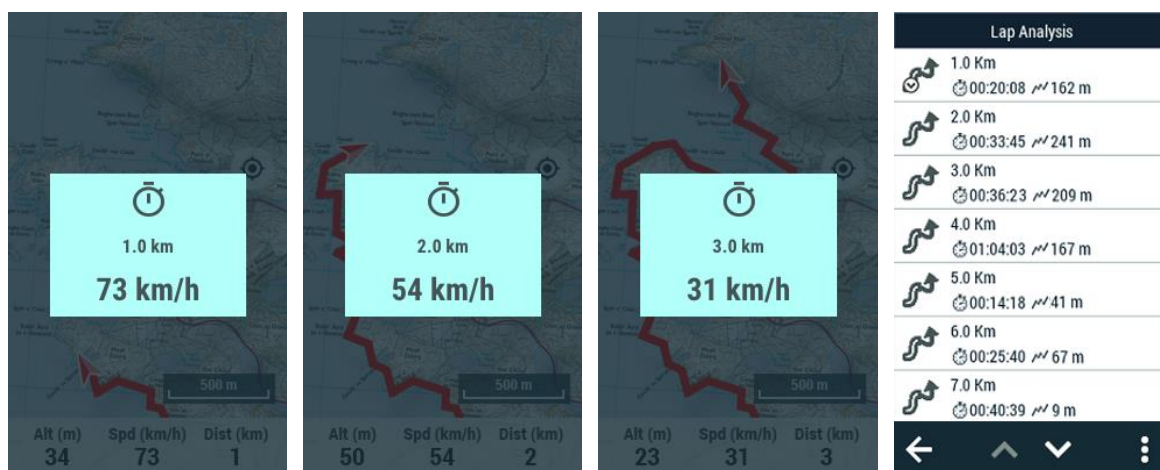 1.0 km
73 km/h
500 m
Alt (m) Spd (km/h) Dist (km)
34 73 1
2.0 km
54 km/h
500 m
Alt (m) Spd (km/h) Dist (km)
50 54 2
3.0 km
31 km/h
500 m
Alt (m) Spd (km/h) Dist (km)
23 31 3
Lap Analysis
1.0 Km
00:20:08 162 m
2.0 Km
00:33:45 241 m
3.0 Km
00:36:23 209 m
4.0 Km
01:04:03 167 m
5.0 Km
00:14:18 41 m
6.0 Km
00:25:40 67 m
7.0 Km
00:40:39 9 m